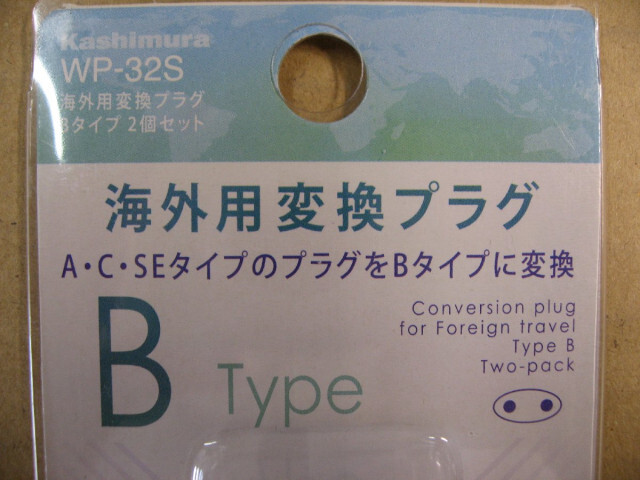 Kashimura
WP-32S
海外用変換プラグ
Bタイプ 2個セット
海外用変換プラグ
A・C・SEタイプのプラグをBタイプに変換
B Type
Conversion plug
for Foreign travel
Type B
Two-pack